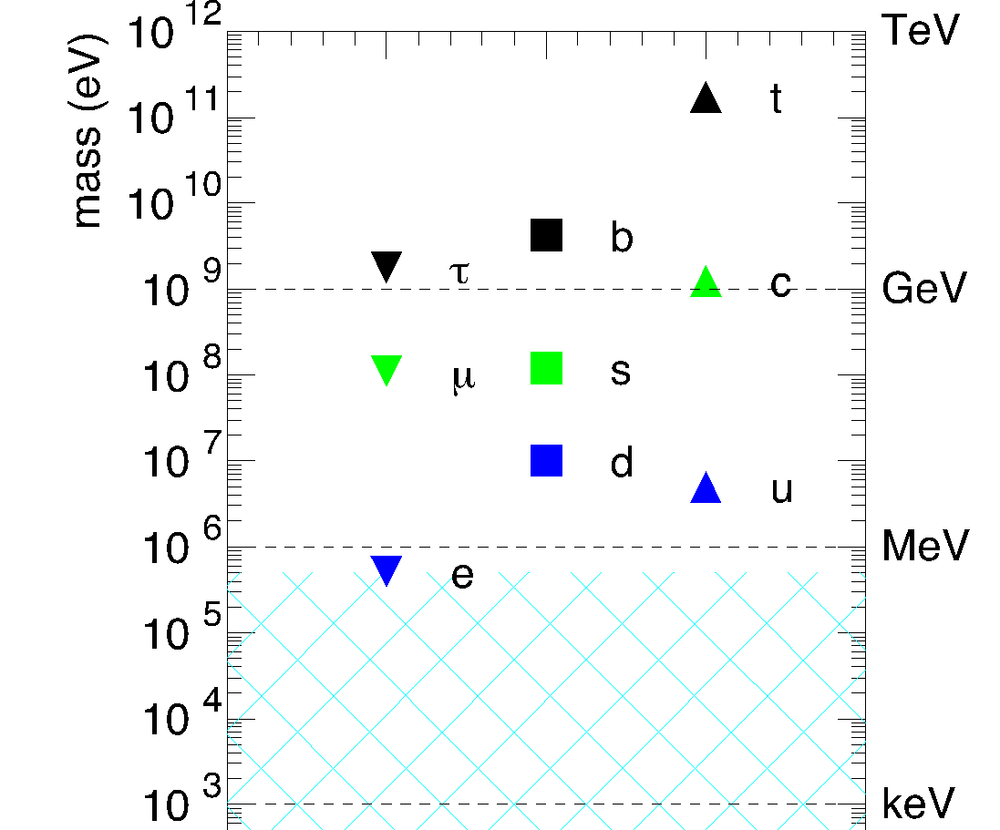 mass (eV)
10^12 TeV
10^11 t
10^10
b
τ
10^9 c GeV
10^8 μ s
10^7 d
u
10^6 MeV
e
10^5
10^4
10^3 keV